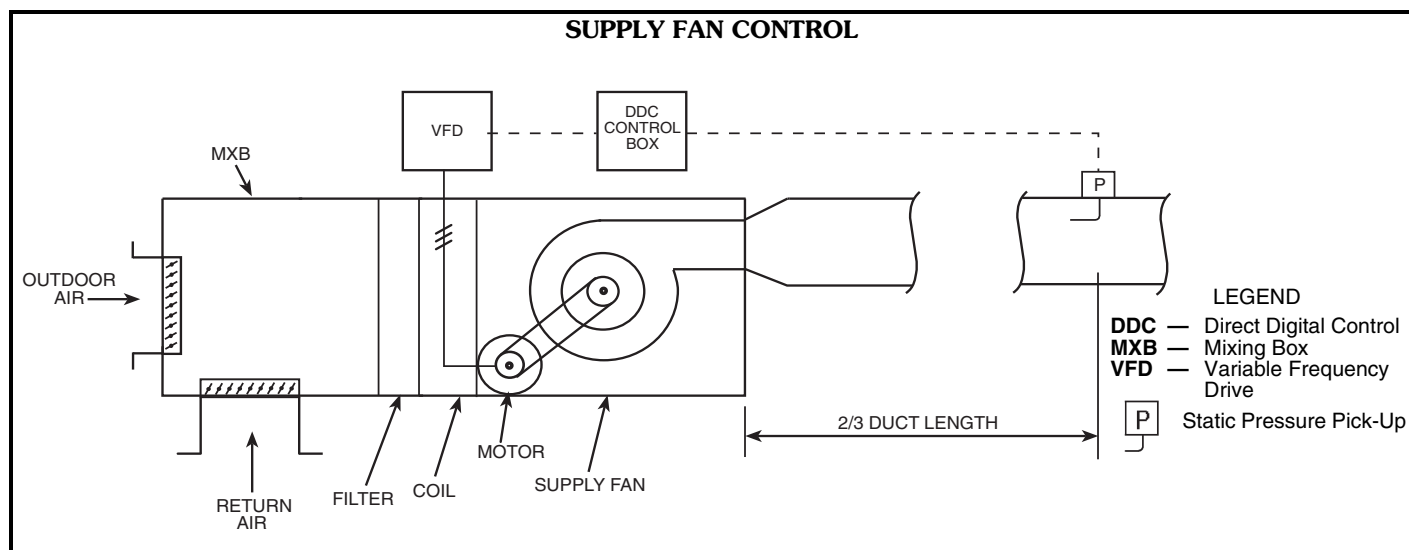 SUPPLY FAN CONTROL
VFD
DDC
CONTROL
BOX
MXB
P
OUTDOOR
AIR
LEGEND
DDC — Direct Digital Control
MXB — Mixing Box
VFD — Variable Frequency
Drive
P Static Pressure Pick-Up
2/3 DUCT LENGTH
MOTOR
SUPPLY FAN
COIL
FILTER
RETURN
AIR